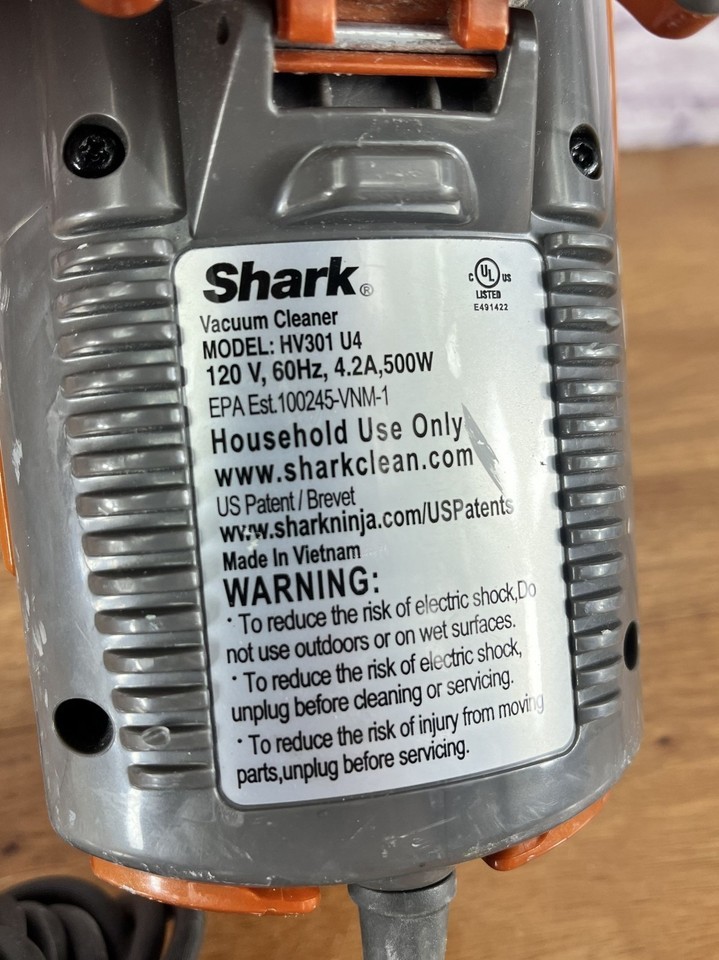 Shark®
c UL us
LISTED
E491422
Vacuum Cleaner
MODEL: HV301 U4
120 V, 60Hz, 4.2A,500W
EPA Est.100245-VNM-1
Household Use Only
www.sharkclean.com
US Patent / Brevet
www.sharkninja.com/USPatents
Made In Vietnam
WARNING:
· To reduce the risk of electric shock,Do
not use outdoors or on wet surfaces.
· To reduce the risk of electric shock,
unplug before cleaning or servicing.
· To reduce the risk of injury from moving
parts,unplug before servicing.